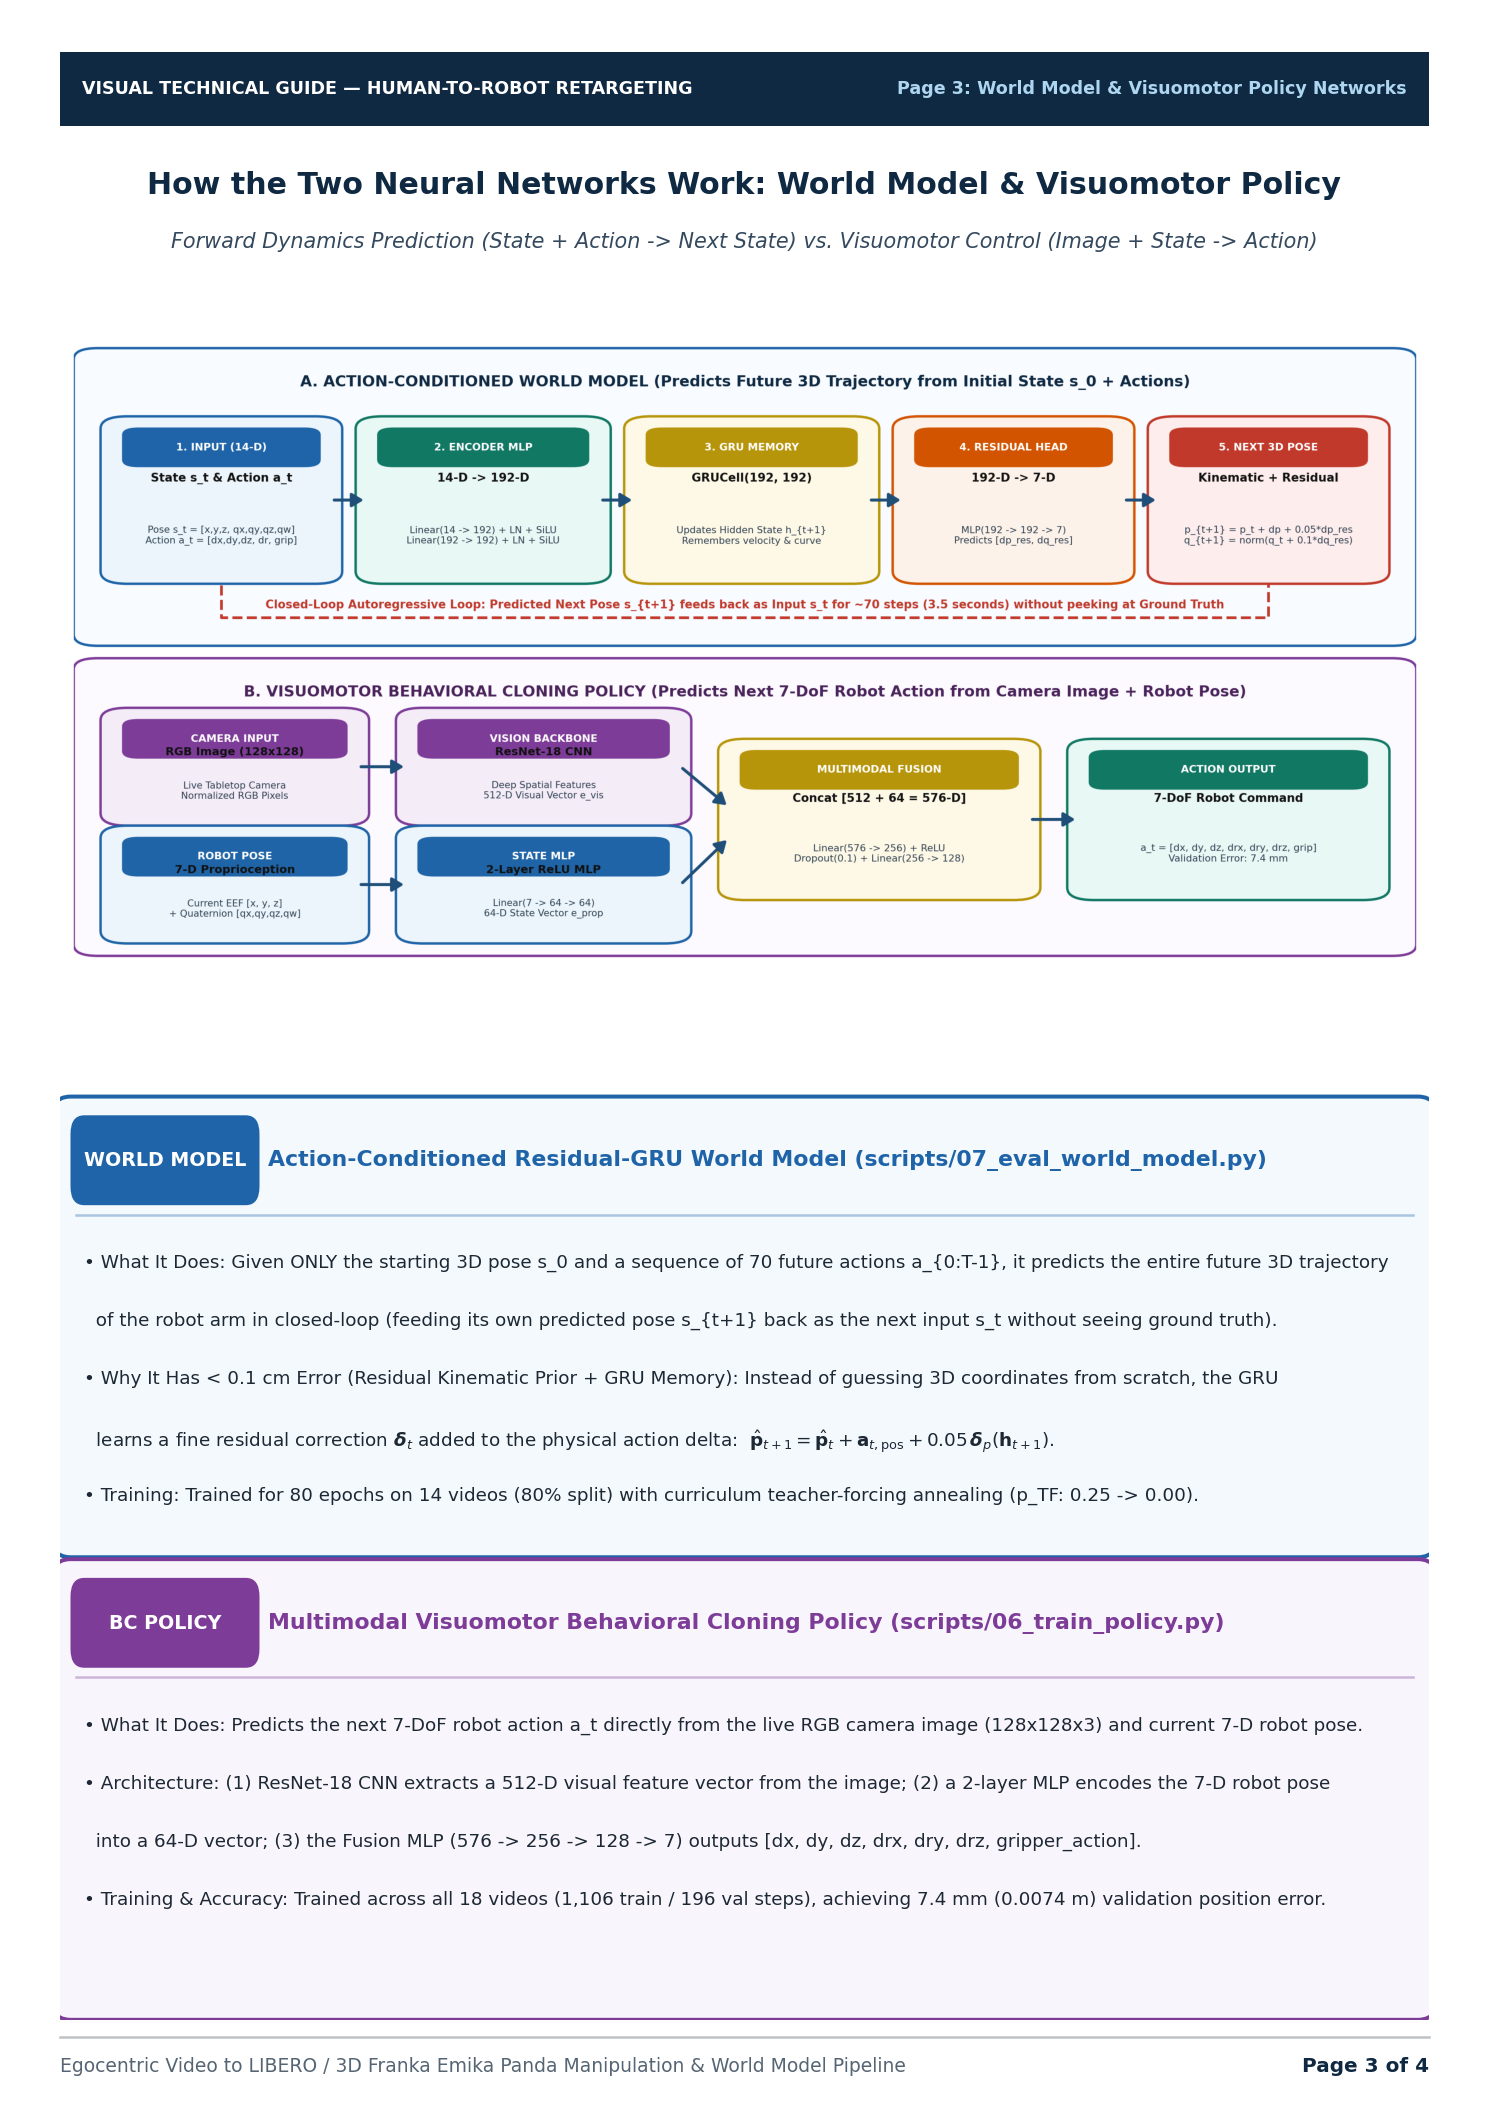 VISUAL TECHNICAL GUIDE — HUMAN-TO-ROBOT RETARGETING
Page 3: World Model & Visuomotor Policy Networks
How the Two Neural Networks Work: World Model & Visuomotor Policy
Forward Dynamics Prediction (State + Action -> Next State) vs. Visuomotor Control (Image + State -> Action)
A. ACTION-CONDITIONED WORLD MODEL (Predicts Future 3D Trajectory from Initial State s_0 + Actions)
1. INPUT (14-D)
State s_t & Action a_t
Pose s_t = [x,y,z, qx,qy,qz,qw]
Action a_t = [dx,dy,dz, dr, grip]
2. ENCODER MLP
14-D -> 192-D
Linear(14 -> 192) + LN + SiLU
Linear(192 -> 192) + LN + SiLU
3. GRU MEMORY
GRUCell(192, 192)
Updates Hidden State h_{t+1}
Remembers velocity & curve
4. RESIDUAL HEAD
192-D -> 7-D
MLP(192 -> 192 -> 7)
Predicts [dp_res, dq_res]
5. NEXT 3D POSE
Kinematic + Residual
p_{t+1} = p_t + dp + 0.05*dp_res
q_{t+1} = norm(q_t + 0.1*dq_res)
Closed-Loop Autoregressive Loop: Predicted Next Pose s_{t+1} feeds back as Input s_t for ~70 steps (3.5 seconds) without peeking at Ground Truth
B. VISUOMOTOR BEHAVIORAL CLONING POLICY (Predicts Next 7-DoF Robot Action from Camera Image + Robot Pose)
CAMERA INPUT
RGB Image (128x128)
Live Tabletop Camera
Normalized RGB Pixels
VISION BACKBONE
ResNet-18 CNN
Deep Spatial Features
512-D Visual Vector e_vis
ROBOT POSE
7-D Proprioception
Current EEF [x, y, z]
+ Quaternion [qx,qy,qz,qw]
STATE MLP
2-Layer ReLU MLP
Linear(7 -> 64 -> 64)
64-D State Vector e_prop
MULTIMODAL FUSION
Concat [512 + 64 = 576-D]
Linear(576 -> 256) + ReLU
Dropout(0.1) + Linear(256 -> 128)
ACTION OUTPUT
7-DoF Robot Command
a_t = [dx, dy, dz, drx, dry, drz, grip]
Validation Error: 7.4 mm
WORLD MODEL
Action-Conditioned Residual-GRU World Model (scripts/07_eval_world_model.py)
• What It Does: Given ONLY the starting 3D pose s_0 and a sequence of 70 future actions a_{0:T-1}, it predicts the entire future 3D trajectory
of the robot arm in closed-loop (feeding its own predicted pose s_{t+1} back as the next input s_t without seeing ground truth).
• Why It Has < 0.1 cm Error (Residual Kinematic Prior + GRU Memory): Instead of guessing 3D coordinates from scratch, the GRU
learns a fine residual correction δ_t added to the physical action delta: p̂_{t+1} = p̂_t + a_{t,pos} + 0.05 δ_p(h_{t+1}).
• Training: Trained for 80 epochs on 14 videos (80% split) with curriculum teacher-forcing annealing (p_TF: 0.25 -> 0.00).
BC POLICY
Multimodal Visuomotor Behavioral Cloning Policy (scripts/06_train_policy.py)
• What It Does: Predicts the next 7-DoF robot action a_t directly from the live RGB camera image (128x128x3) and current 7-D robot pose.
• Architecture: (1) ResNet-18 CNN extracts a 512-D visual feature vector from the image; (2) a 2-layer MLP encodes the 7-D robot pose
into a 64-D vector; (3) the Fusion MLP (576 -> 256 -> 128 -> 7) outputs [dx, dy, dz, drx, dry, drz, gripper_action].
• Training & Accuracy: Trained across all 18 videos (1,106 train / 196 val steps), achieving 7.4 mm (0.0074 m) validation position error.
Egocentric Video to LIBERO / 3D Franka Emika Panda Manipulation & World Model Pipeline
Page 3 of 4